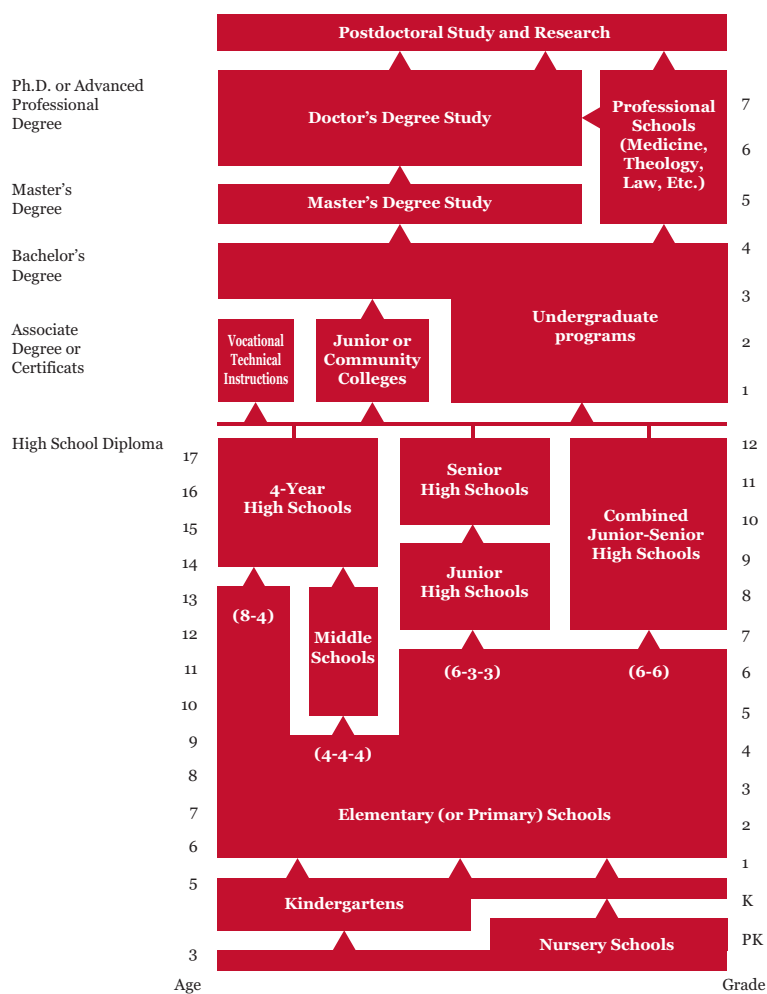 Postdoctoral Study and Research
Ph.D. or Advanced
Professional
Degree
Doctor's Degree Study
Professional
Schools
(Medicine,
Theology,
Law, Etc.)
7
6
Master's
Degree
Master's Degree Study
5
Bachelor's
Degree
4
3
Undergraduate
programs
Associate
Degree or
Certificats
Vocational
Technical
Instructions
Junior or
Community
Colleges
2
1
High School Diploma
12
17
16
15
14
13
12
11
10
9
8
7
6
5
3
Age
4-Year
High Schools
Senior
High Schools
Combined
Junior-Senior
High Schools
Junior
High Schools
(8-4)
Middle
Schools
(6-3-3)
(6-6)
(4-4-4)
Elementary (or Primary) Schools
Kindergartens
Nursery Schools
11
10
9
8
7
6
5
4
3
2
1
K
PK
Grade